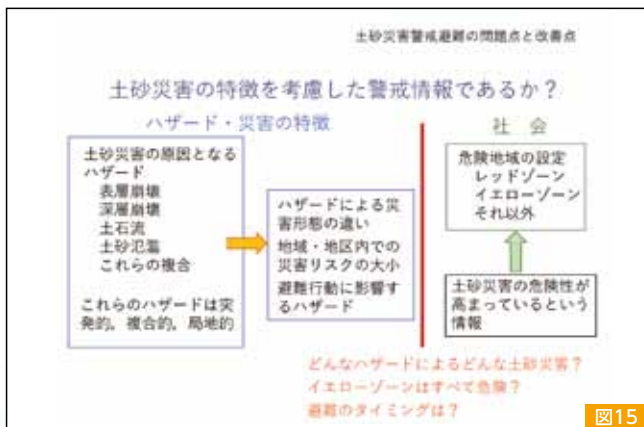 土砂災害警戒避難の問題点と改善点
土砂災害の特徴を考慮した警戒情報であるか？
ハザード・災害の特徴
土砂災害の原因となる
ハザード
表層崩壊
深層崩壊
土石流
土砂氾濫
これらの複合
これらのハザードは突
発的，複合的，局地的
ハザードによる災
害形態の違い
地域・地区内での
災害リスクの大小
避難行動に影響す
るハザード
社 会
危険地域の設定
レッドゾーン
イエローゾーン
それ以外
土砂災害の危険性が
高まっているという
情報
どんなハザードによるどんな土砂災害？
イエローゾーンはすべて危険？
避難のタイミングは？
図15